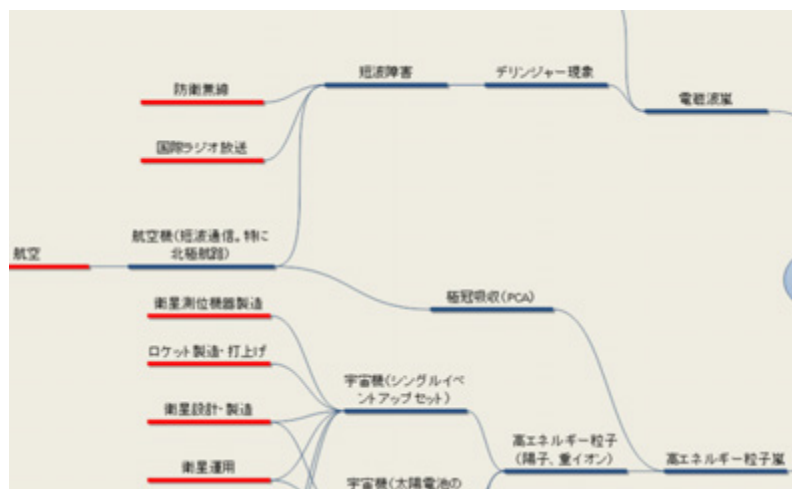 短波障害
デリンジャー現象
防衛無線
電磁波嵐
国際ラジオ放送
航空機(短波通信。特に
北極航路)
航空
極冠吸収(PCA)
衛星測位機器製造
ロケット製造・打上げ
宇宙機(シングルイベ
ントアップセット)
衛星設計・製造
高エネルギー粒子
(陽子、重イオン)
高エネルギー粒子嵐
衛星運用
宇宙機(太陽電池の